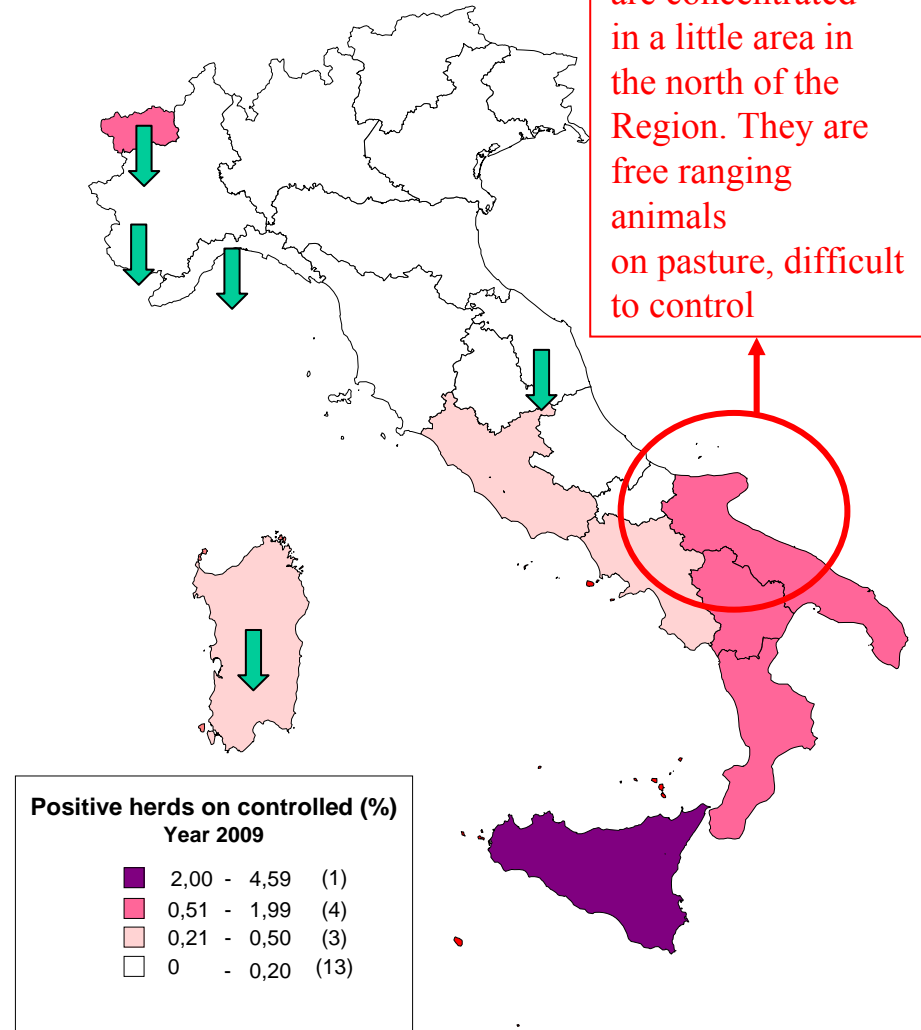 are concentrated
in a little area in
the north of the
Region. They are
free ranging
animals
on pasture, difficult
to control
Positive herds on controlled (%)
Year 2009
2,00 - 4,59 (1)
0,51 - 1,99 (4)
0,21 - 0,50 (3)
0 - 0,20 (13)